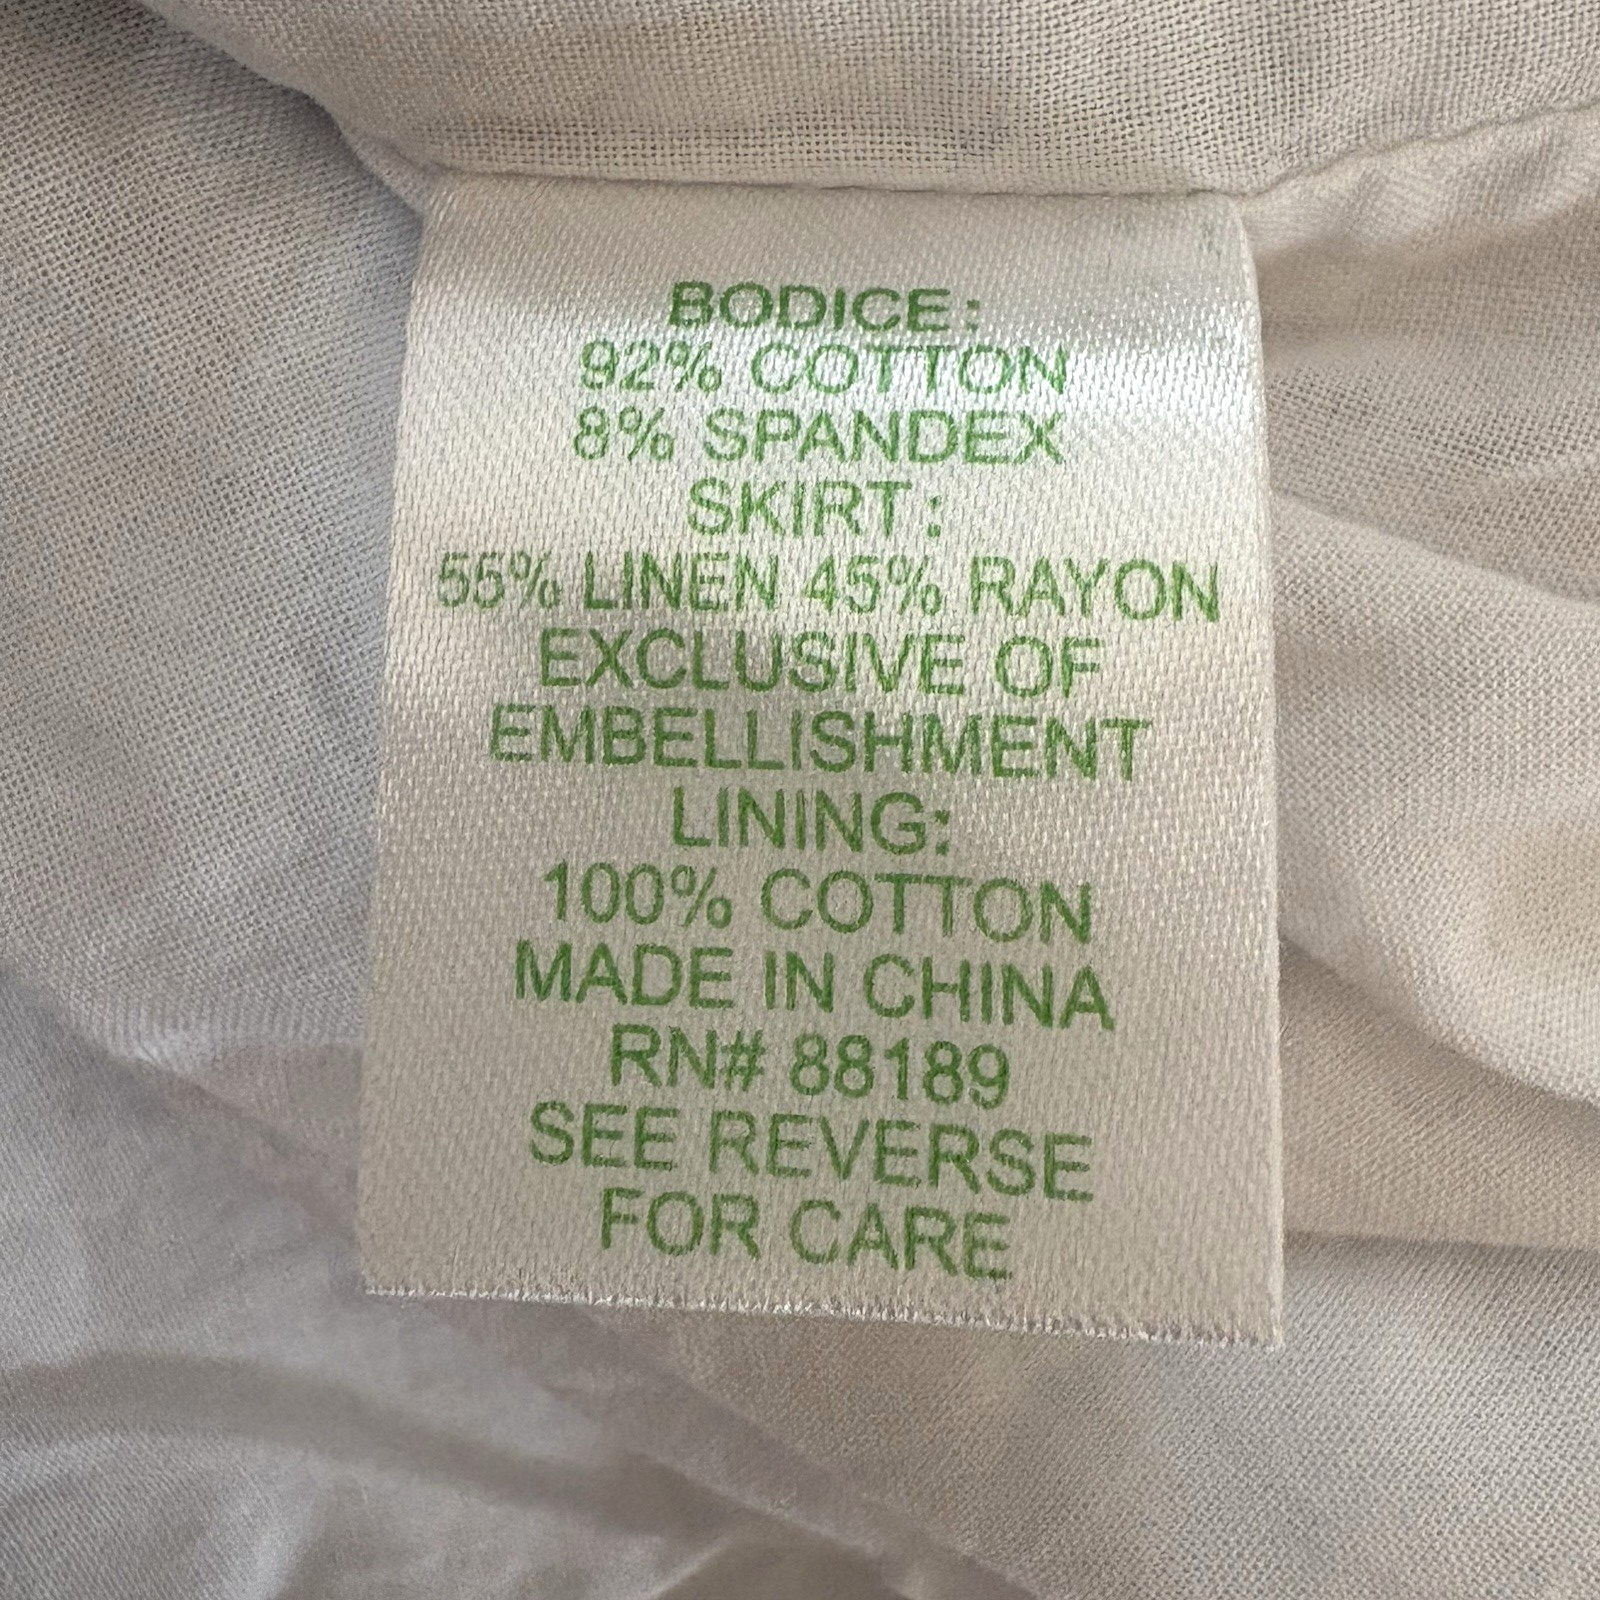 BODICE:
92% COTTON
8% SPANDEX
SKIRT:
55% LINEN 45% RAYON
EXCLUSIVE OF
EMBELLISHMENT
LINING:
100% COTTON
MADE IN CHINA
RN# 88189
SEE REVERSE
FOR CARE